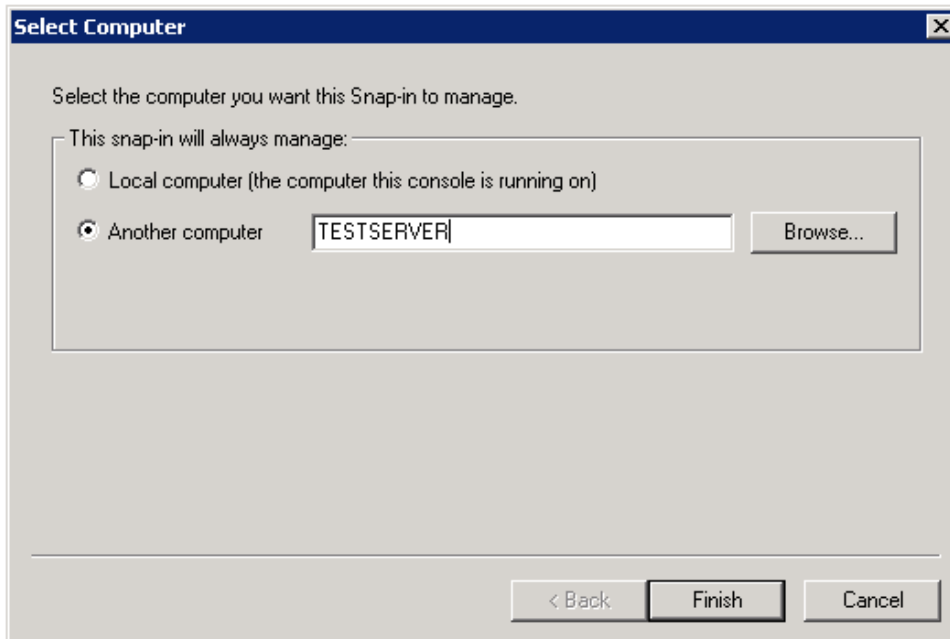 Select Computer
Select the computer you want this Snap-in to manage.
This snap-in will always manage:
Local computer (the computer this console is running on)
Another computer TESTSERVER Browse...
< Back Finish Cancel